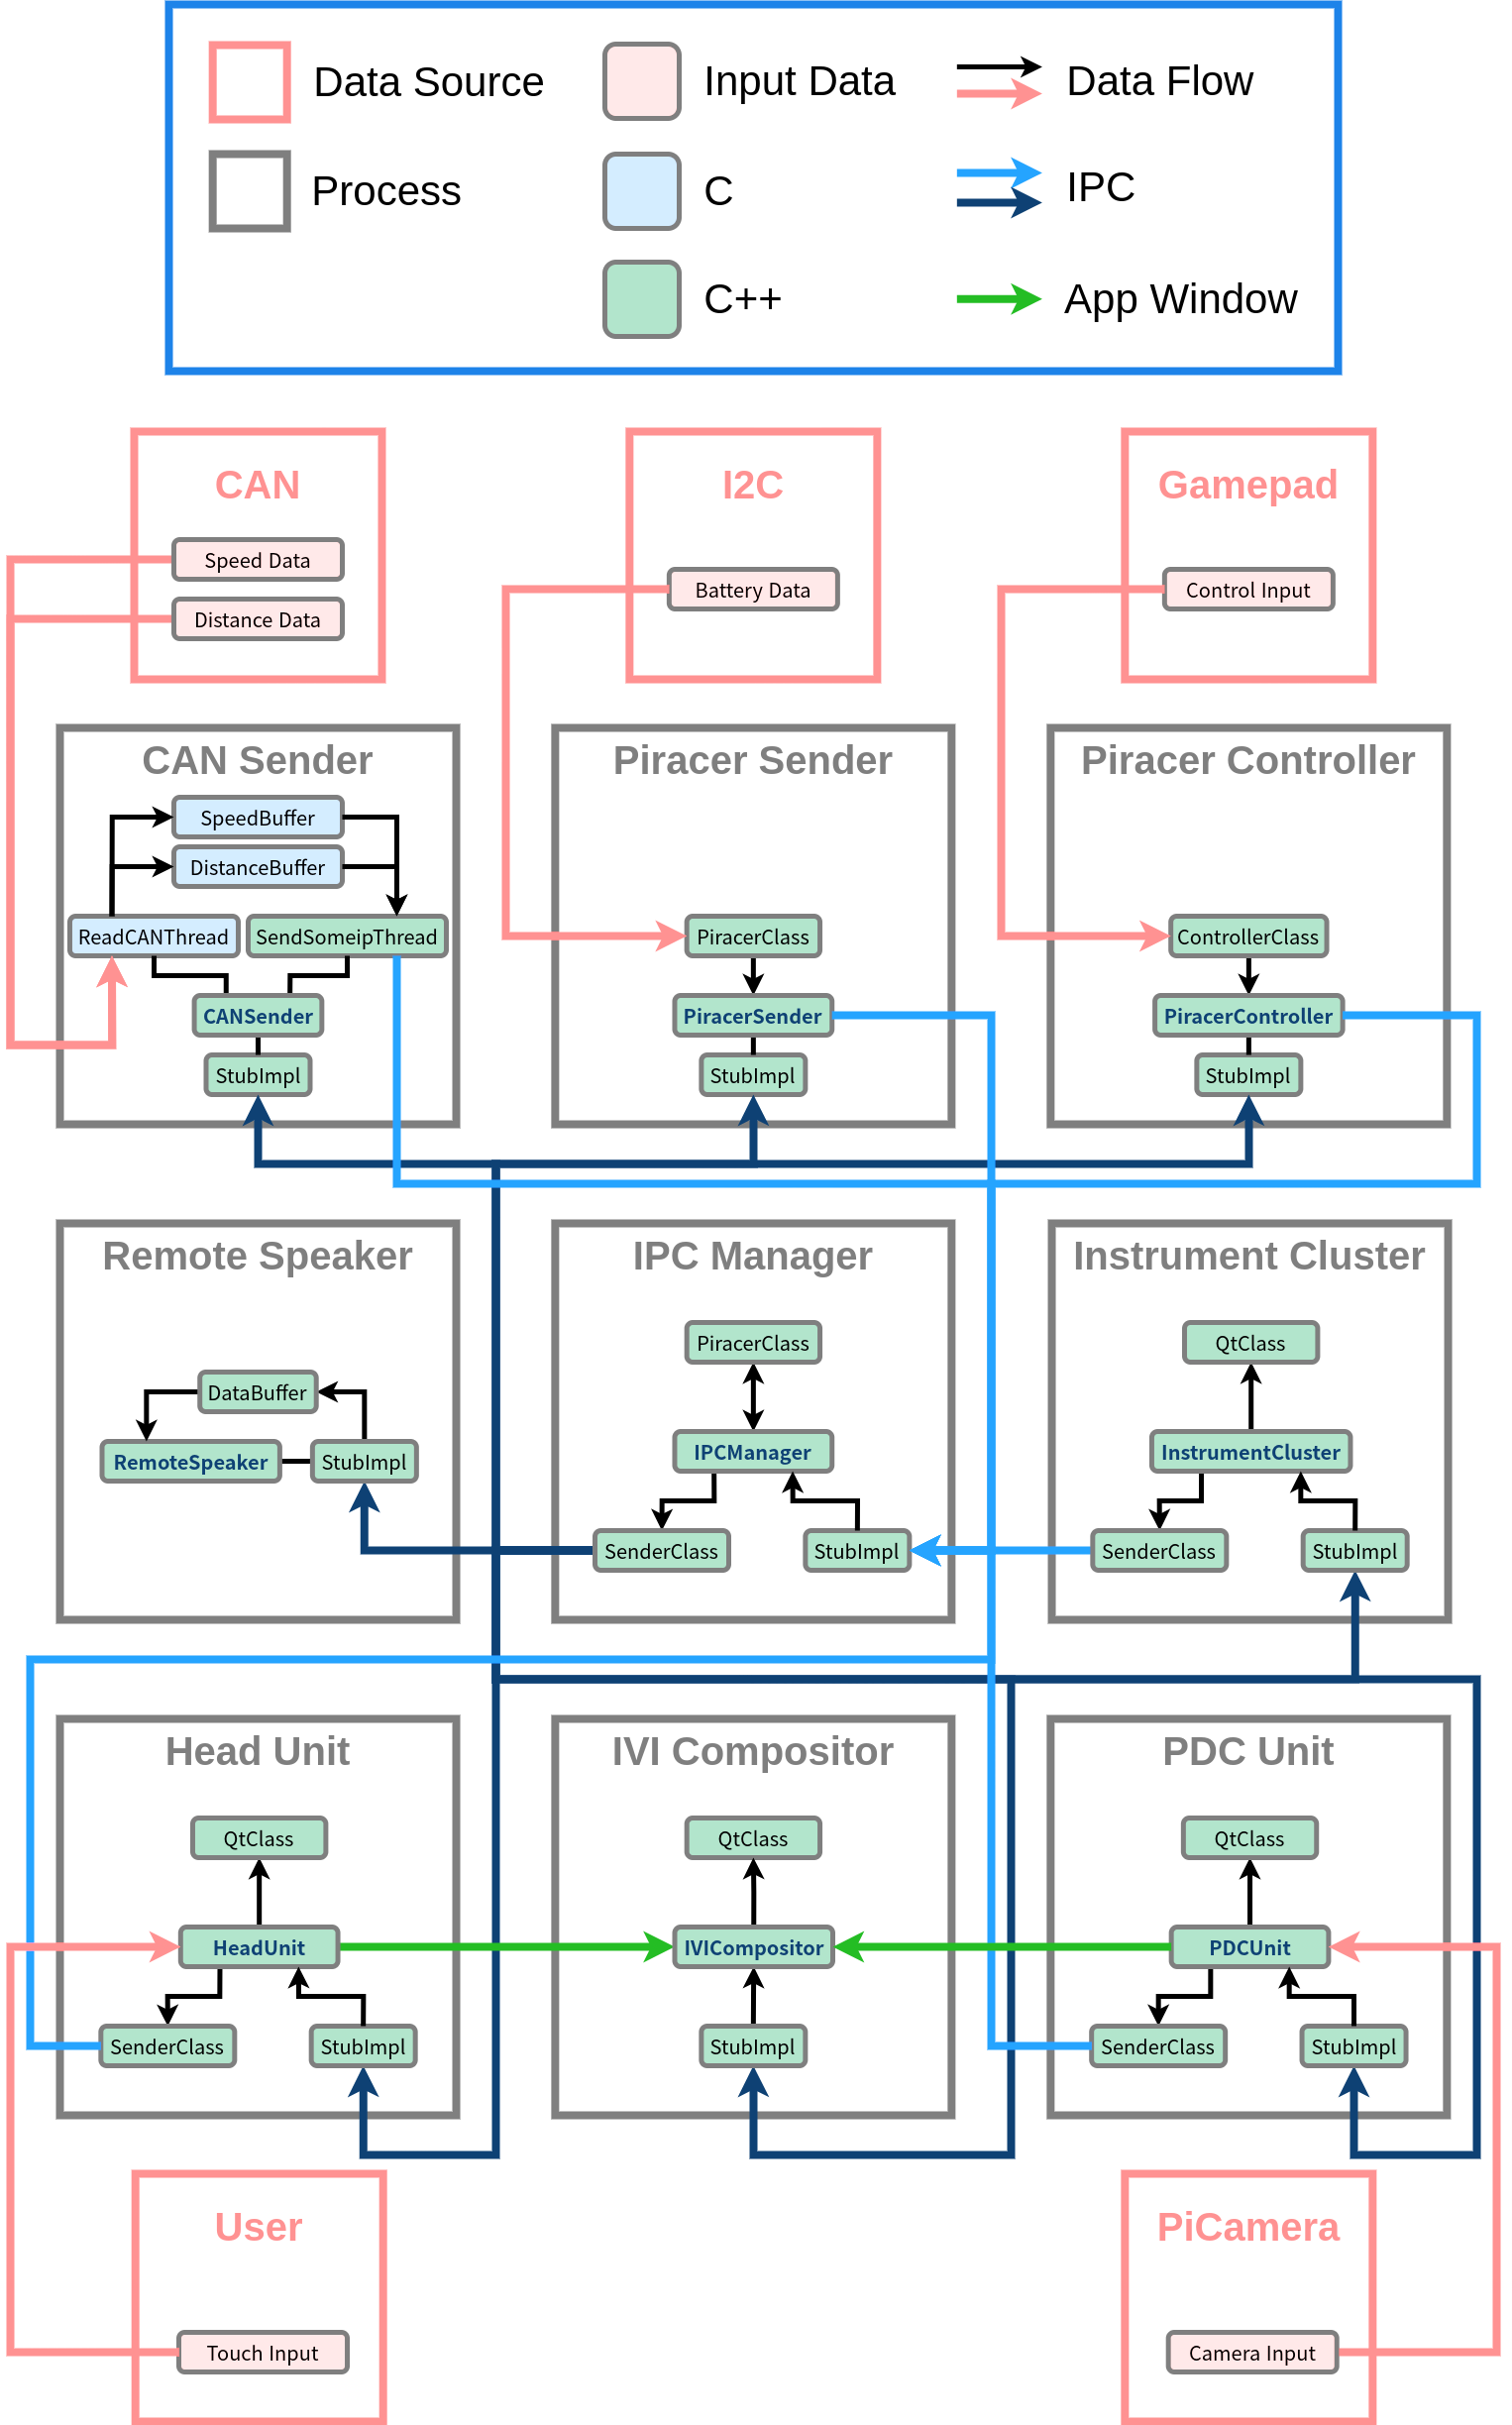 Data Source
Input Data
Data Flow
Process
C
IPC
C++
App Window
CAN
I2C
Gamepad
Speed Data
Distance Data
Battery Data
Control Input
CAN Sender
Piracer Sender
Piracer Controller
SpeedBuffer
DistanceBuffer
ReadCANThread
SendSomeipThread
PiracerClass
ControllerClass
CANSender
PiracerSender
PiracerController
StubImpl
StubImpl
StubImpl
Remote Speaker
IPC Manager
Instrument Cluster
PiracerClass
QtClass
DataBuffer
RemoteSpeaker
StubImpl
IPCManager
InstrumentCluster
SenderClass
StubImpl
SenderClass
StubImpl
Head Unit
IVI Compositor
PDC Unit
QtClass
QtClass
QtClass
HeadUnit
IVICompositor
PDCUnit
SenderClass
StubImpl
StubImpl
SenderClass
StubImpl
User
PiCamera
Touch Input
Camera Input